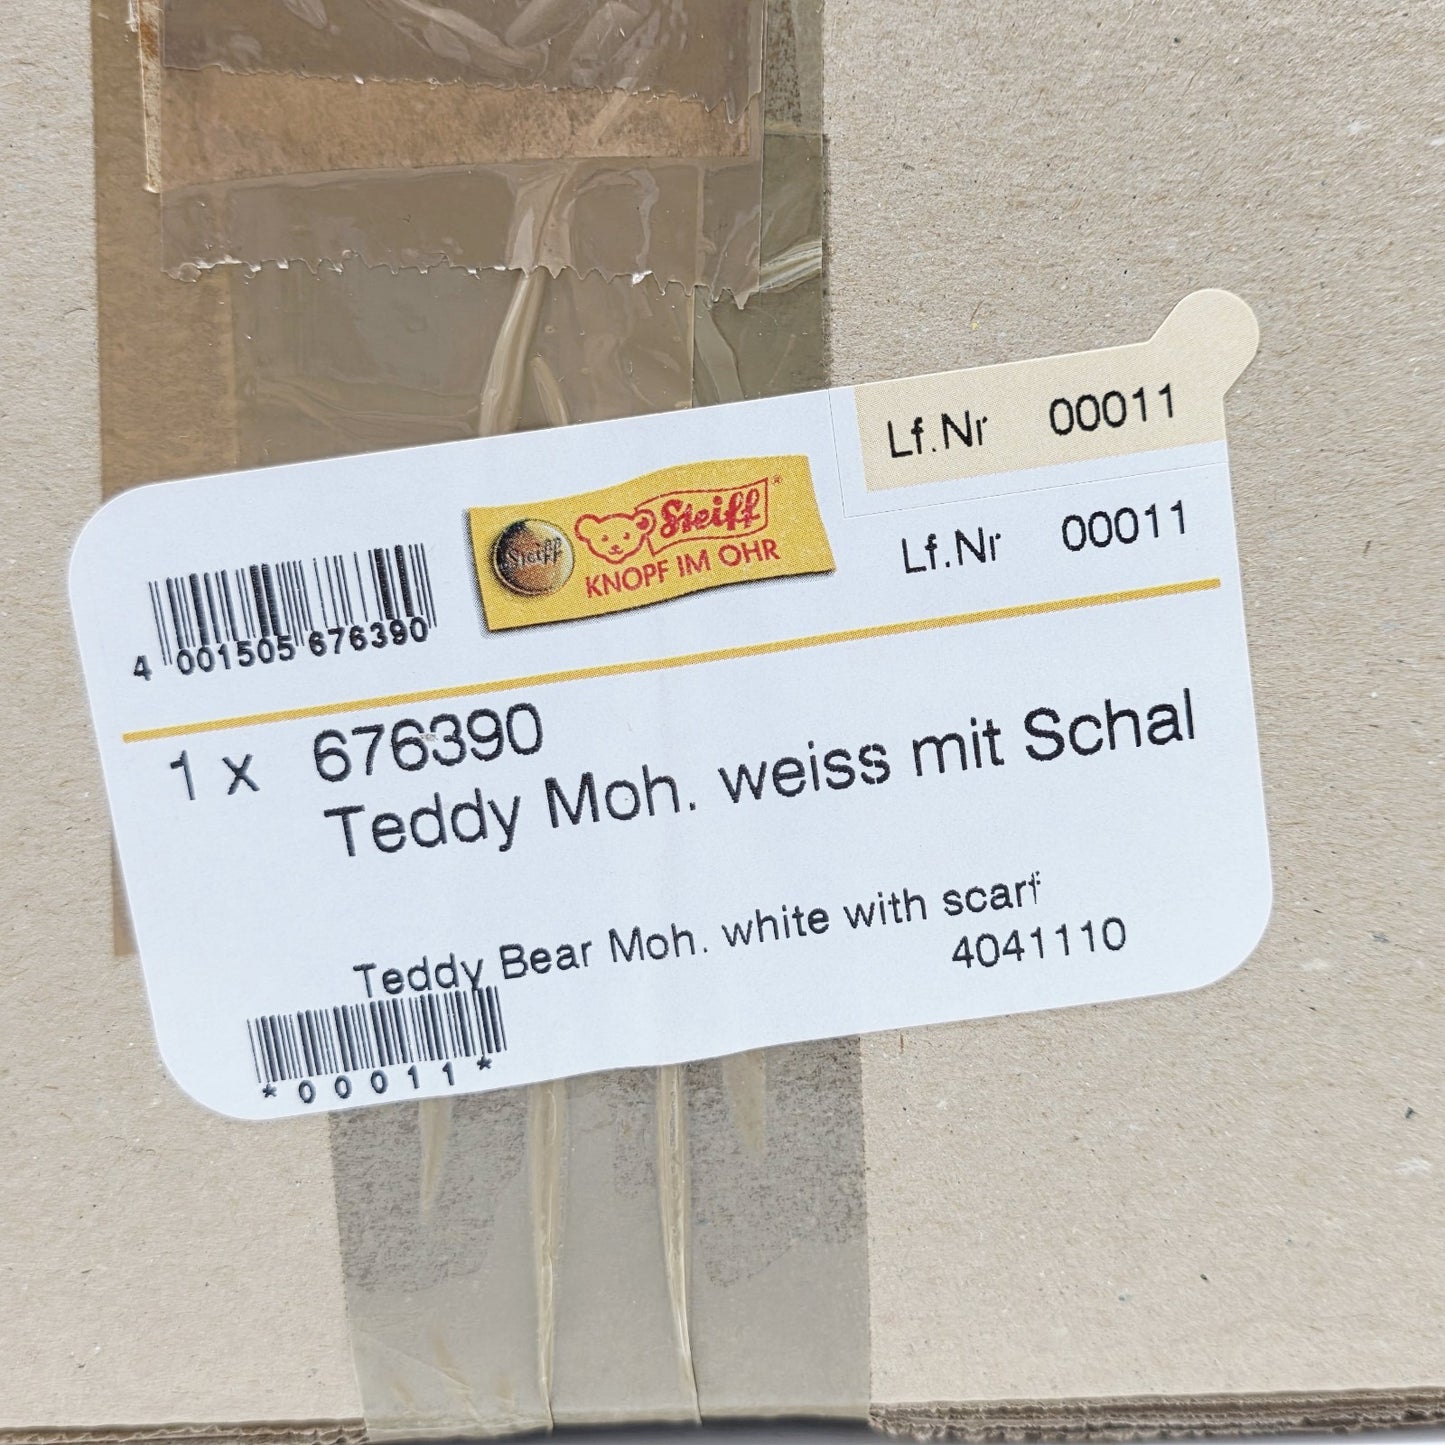 Lf.Nr 00011
Lf.Nr 00011
Steiff
Steiff®
KNOPF IM OHR
4 001505 676390
1 x 676390
Teddy Moh. weiss mit Schal
Teddy Bear Moh. white with scarf
4041110
*00011*